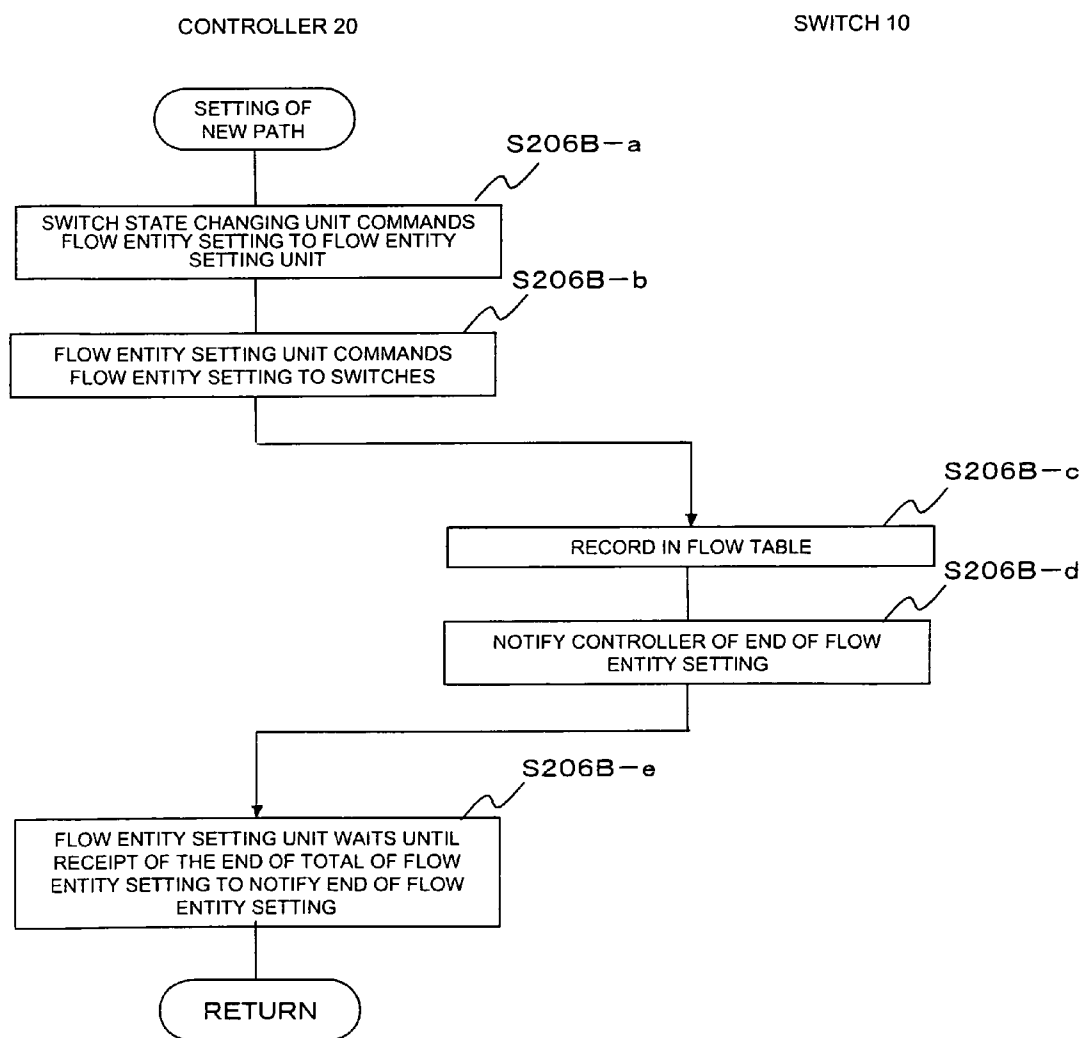 CONTROLLER 20
SWITCH 10
SETTING OF
NEW PATH
S206B-a
SWITCH STATE CHANGING UNIT COMMANDS
FLOW ENTITY SETTING TO FLOW ENTITY
SETTING UNIT
S206B-b
FLOW ENTITY SETTING UNIT COMMANDS
FLOW ENTITY SETTING TO SWITCHES
S206B-c
RECORD IN FLOW TABLE
S206B-d
NOTIFY CONTROLLER OF END OF FLOW
ENTITY SETTING
S206B-e
FLOW ENTITY SETTING UNIT WAITS UNTIL
RECEIPT OF THE END OF TOTAL OF FLOW
ENTITY SETTING TO NOTIFY END OF FLOW
ENTITY SETTING
RETURN